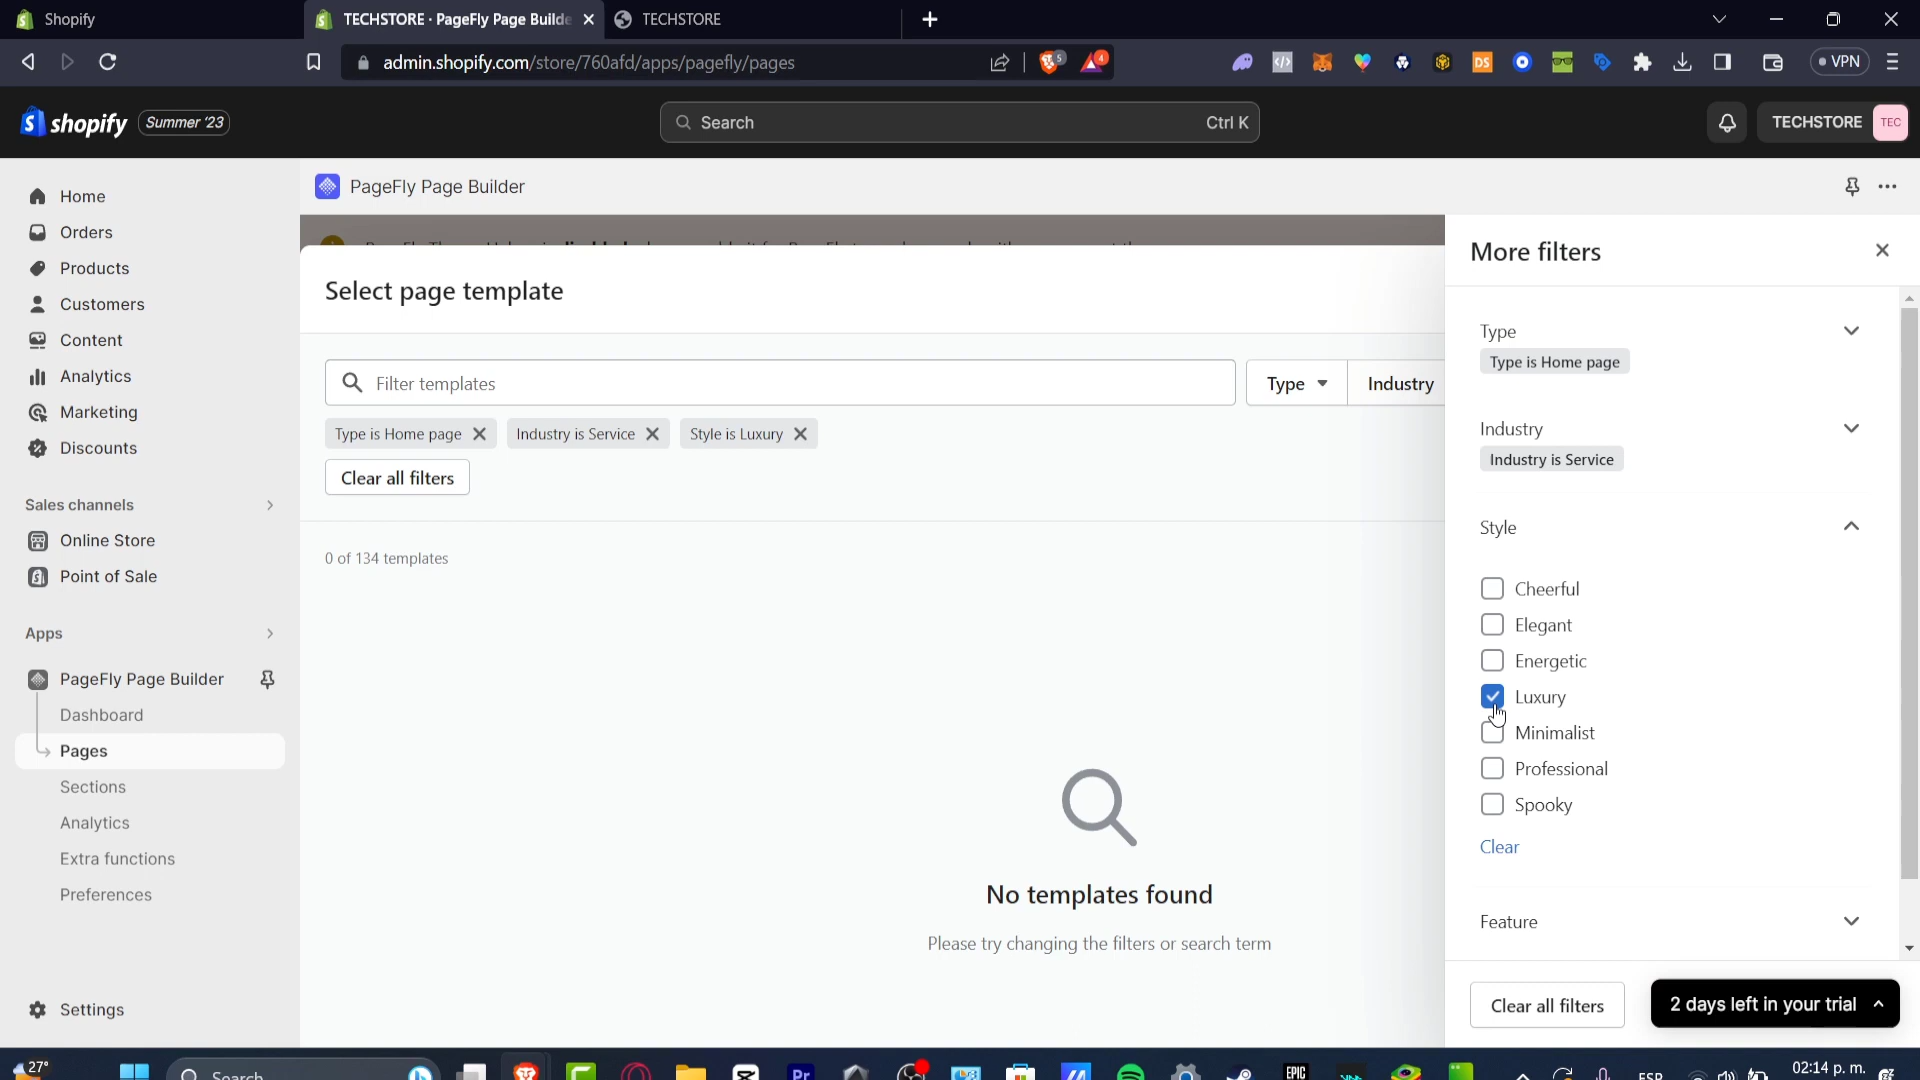 Shopify
TECHSTORE · PageFly Page Builde
TECHSTORE
admin.shopify.com/store/760afd/apps/pagefly/pages
5
4
DS
VPN
shopify
Summer '23
Search
Ctrl K
TECHSTORE
TEC
Home
Orders
Products
Customers
Content
Analytics
Marketing
Discounts
Sales channels
Online Store
Point of Sale
Apps
PageFly Page Builder
Dashboard
Pages
Sections
Analytics
Extra functions
Preferences
Settings
PageFly Page Builder
Select page template
Filter templates
Type
Industry
Type is Home page
Industry is Service
Style is Luxury
Clear all filters
0 of 134 templates
No templates found
Please try changing the filters or search term
More filters
Type
Type is Home page
Industry
Industry is Service
Style
Cheerful
Elegant
Energetic
Luxury
Minimalist
Professional
Spooky
Clear
Feature
Clear all filters
2 days left in your trial
27°
Search
Pr
EPIC
ESP
02:14 p. m.